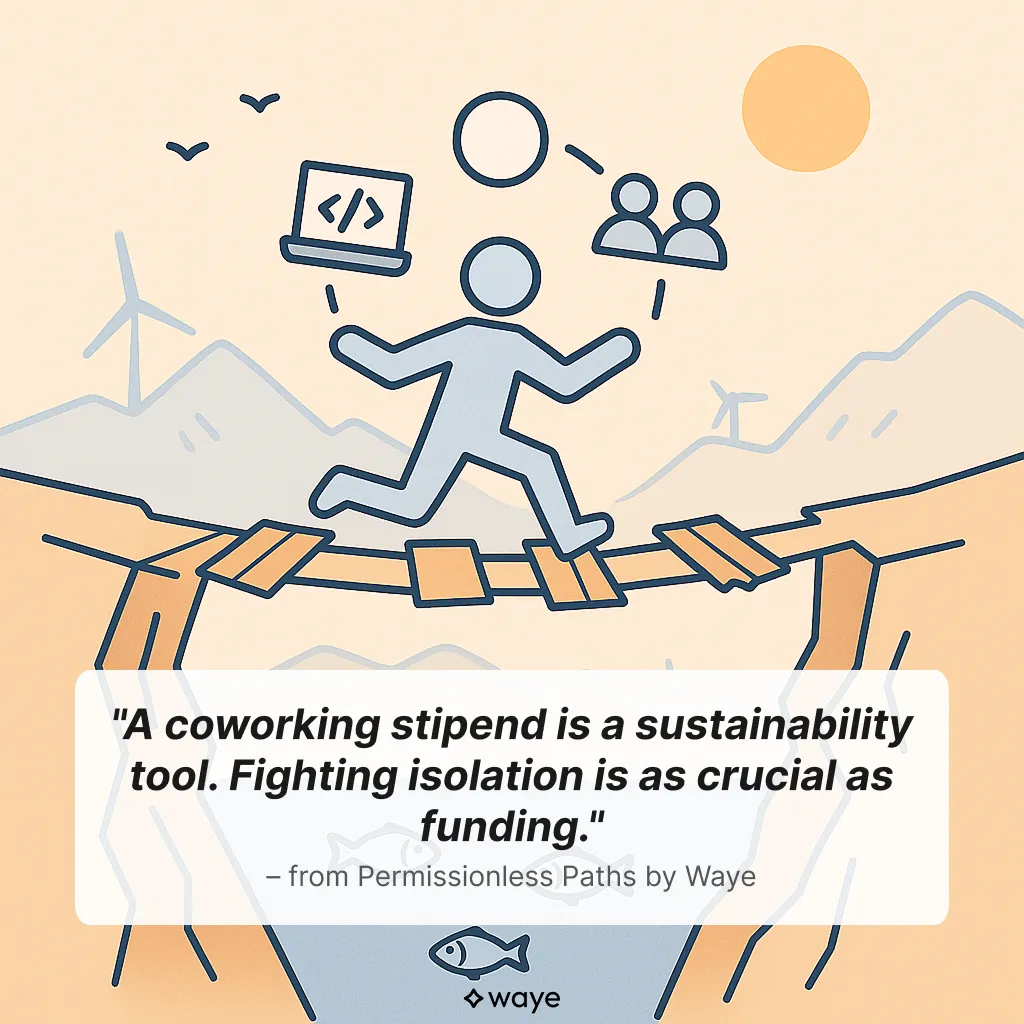 </>
"A coworking stipend is a sustainability
tool. Fighting isolation is as crucial as
funding."
– from Permissionless Paths by Waye
waye